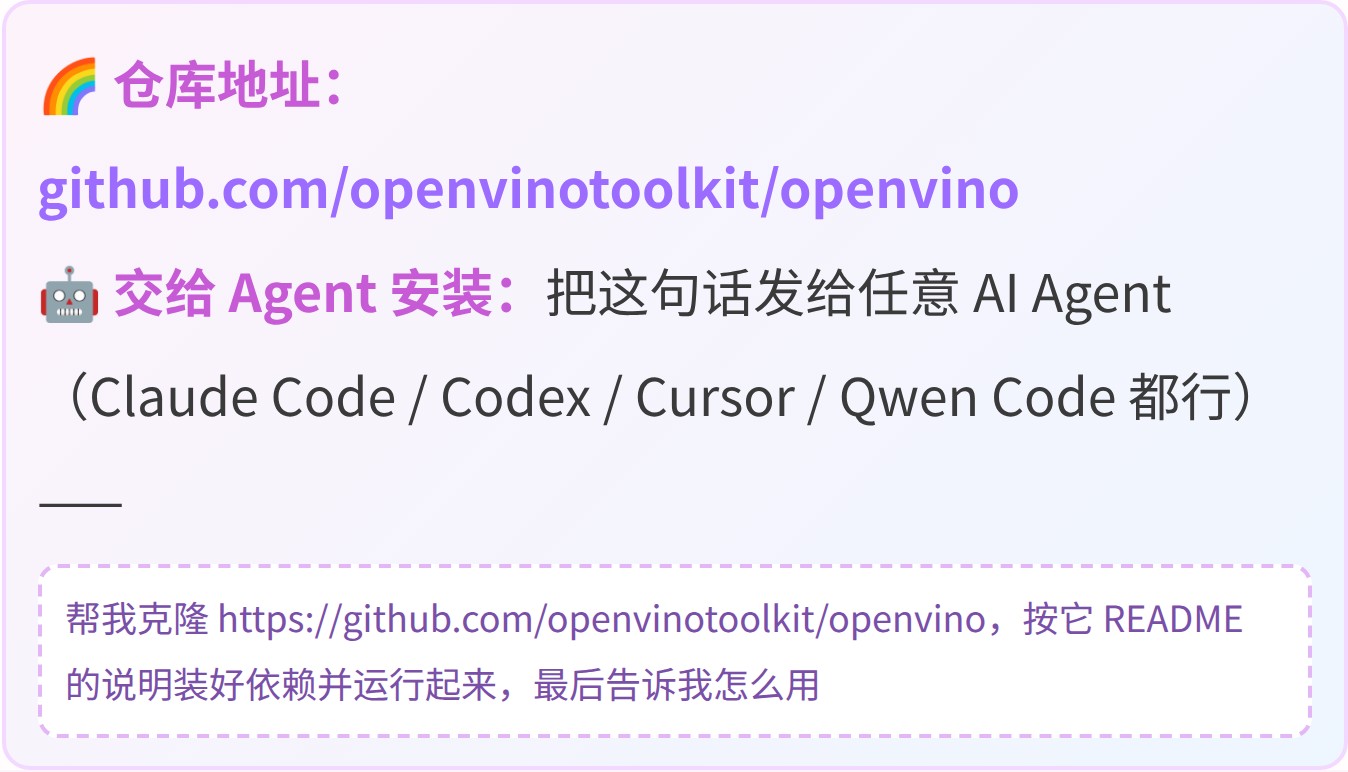 🌈 仓库地址：
github.com/openvinotoolkit/openvino
🤖 交给 Agent 安装：把这句话发给任意 AI Agent
（Claude Code / Codex / Cursor / Qwen Code 都行）
——
帮我克隆 https://github.com/openvinotoolkit/openvino，按它 README
的说明装好依赖并运行起来，最后告诉我怎么用